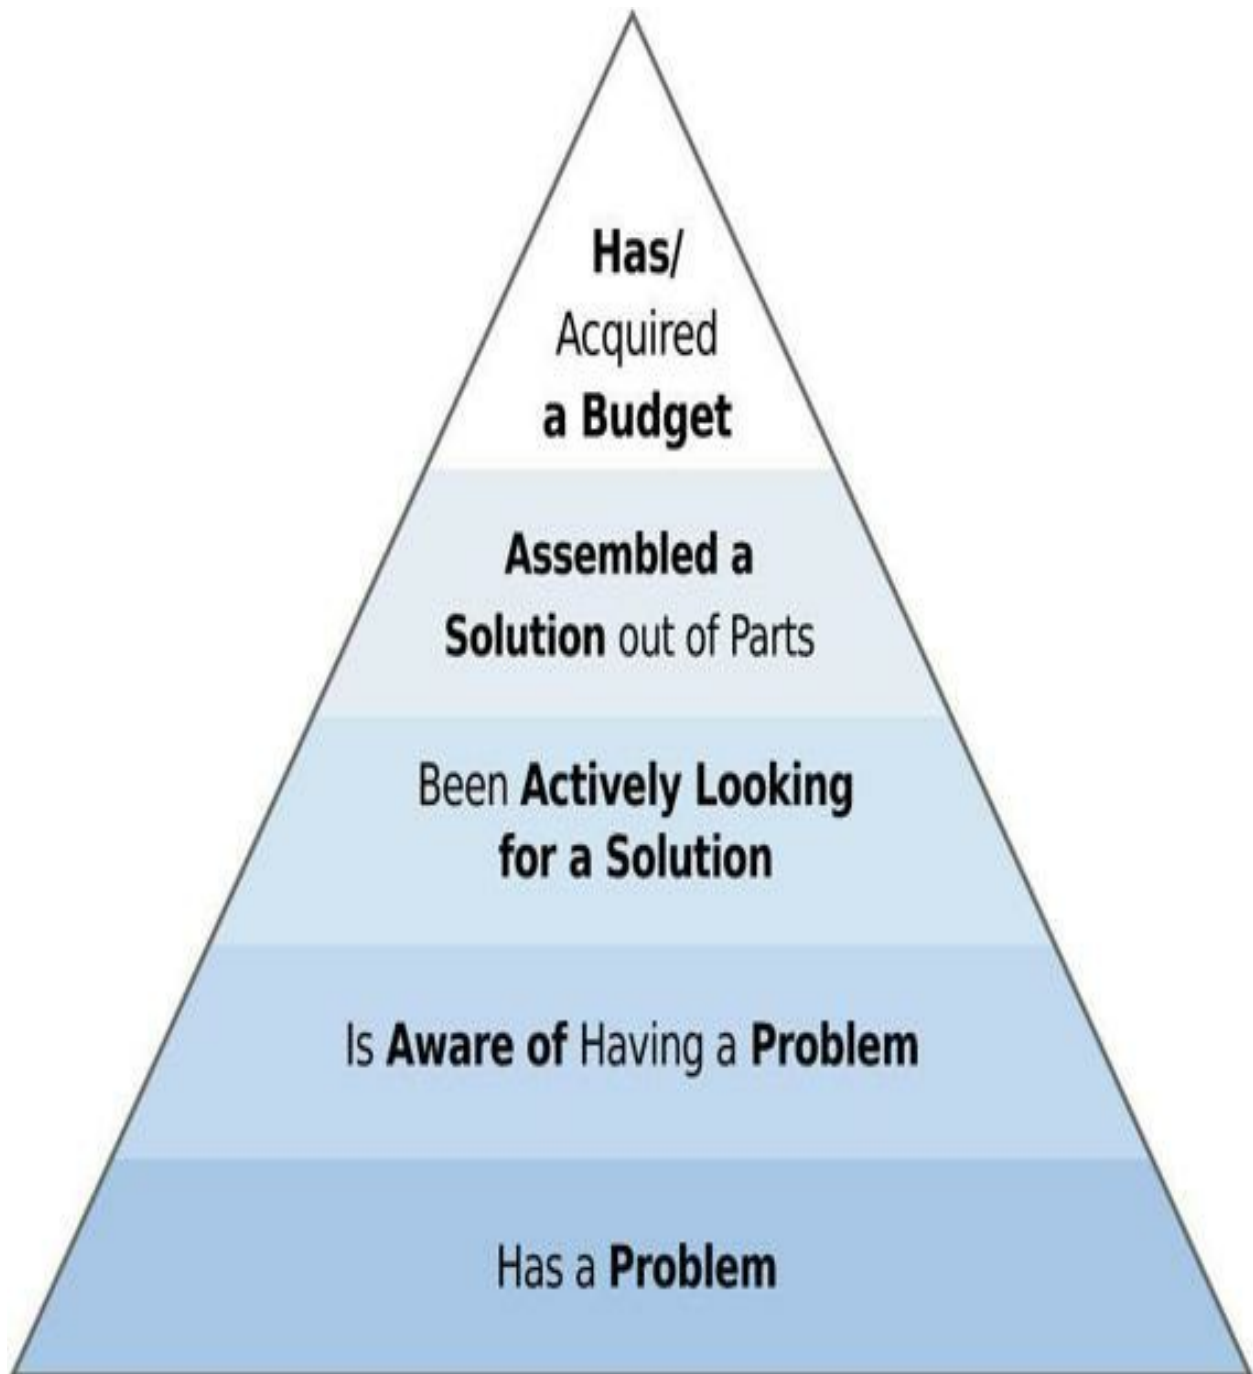 Has/
Acquired
a Budget
Assembled a
Solution out of Parts
Been Actively Looking
for a Solution
Is Aware of Having a Problem
Has a Problem